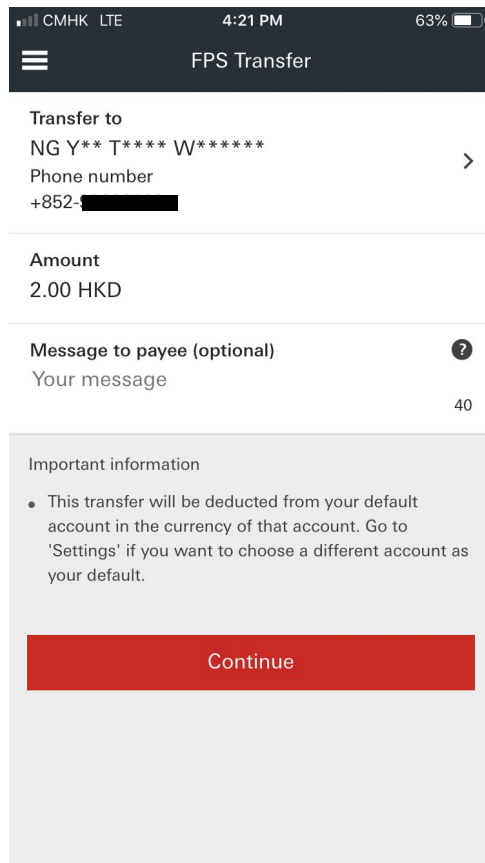 CMHK LTE 4:21 PM 63%
FPS Transfer
Transfer to
NG Y** T**** W******
Phone number
+852-
Amount
2.00 HKD
Message to payee (optional)
?
Your message
40
Important information
• This transfer will be deducted from your default
account in the currency of that account. Go to
'Settings' if you want to choose a different account as
your default.
Continue